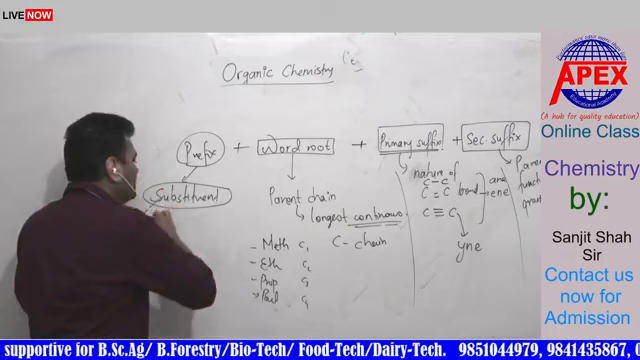 LIVE NOW
APEX
Educational Academy
(A hub for quality education)
Online Class
Chemistry
by:
Sanjit Shah
Sir
Contact us
now for
Admission
Organic Chemistry
Prefix + Word root + Primary suffix + Sec. suffix
Substituent
Parent chain
longest continuous
C - chain
- Meth C1
- Eth C2
- Prop C3
nature of
C - C
C = C bond
C ≡ C
ane
ene
yne
supportive for B.Sc.Ag/ B.Forestry/Bio-Tech/ Food-Tech/Dairy-Tech. 9851044979, 9841435867,